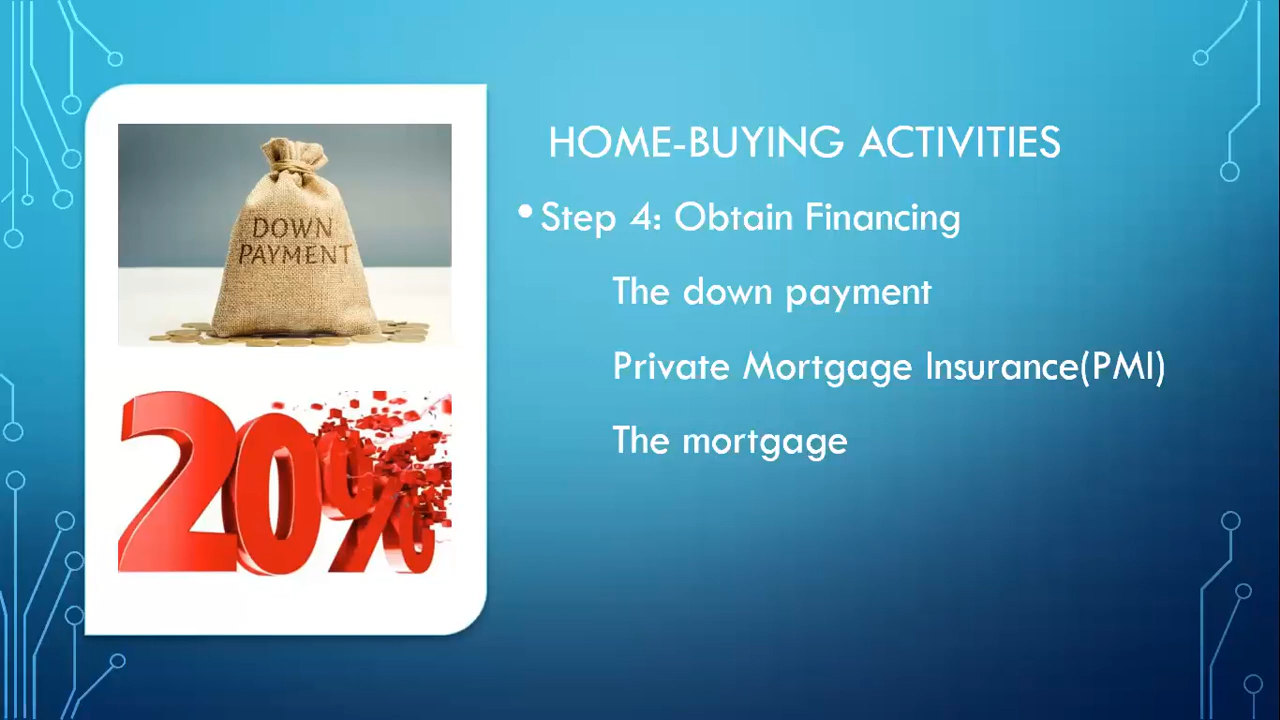 DOWN
PAYMENT
20%
HOME-BUYING ACTIVITIES
• Step 4: Obtain Financing
The down payment
Private Mortgage Insurance(PMI)
The mortgage